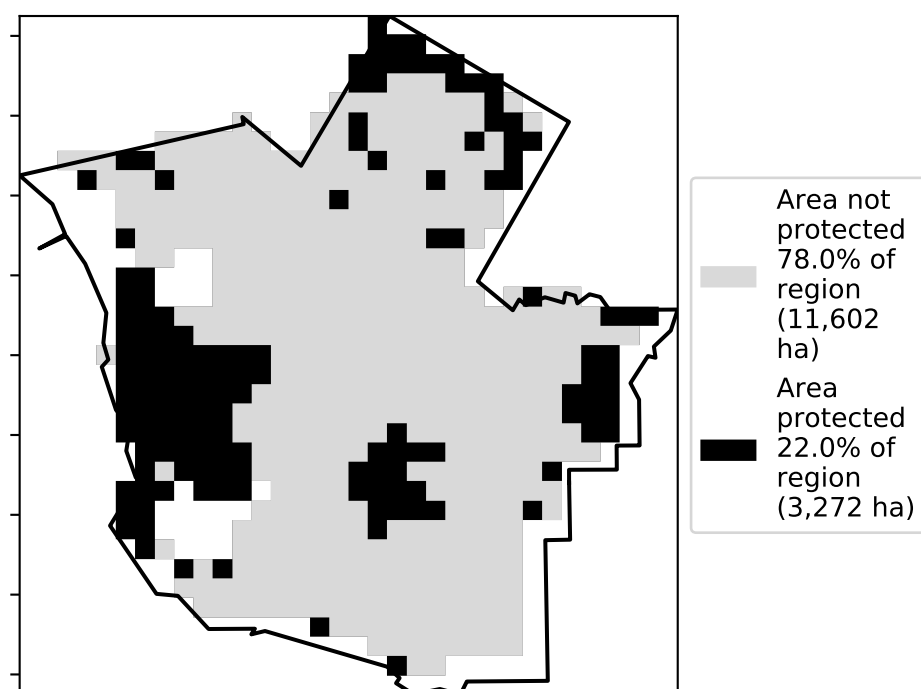 Area not
protected
78.0% of
region
(11,602
ha)
Area
protected
22.0% of
region
(3,272 ha)